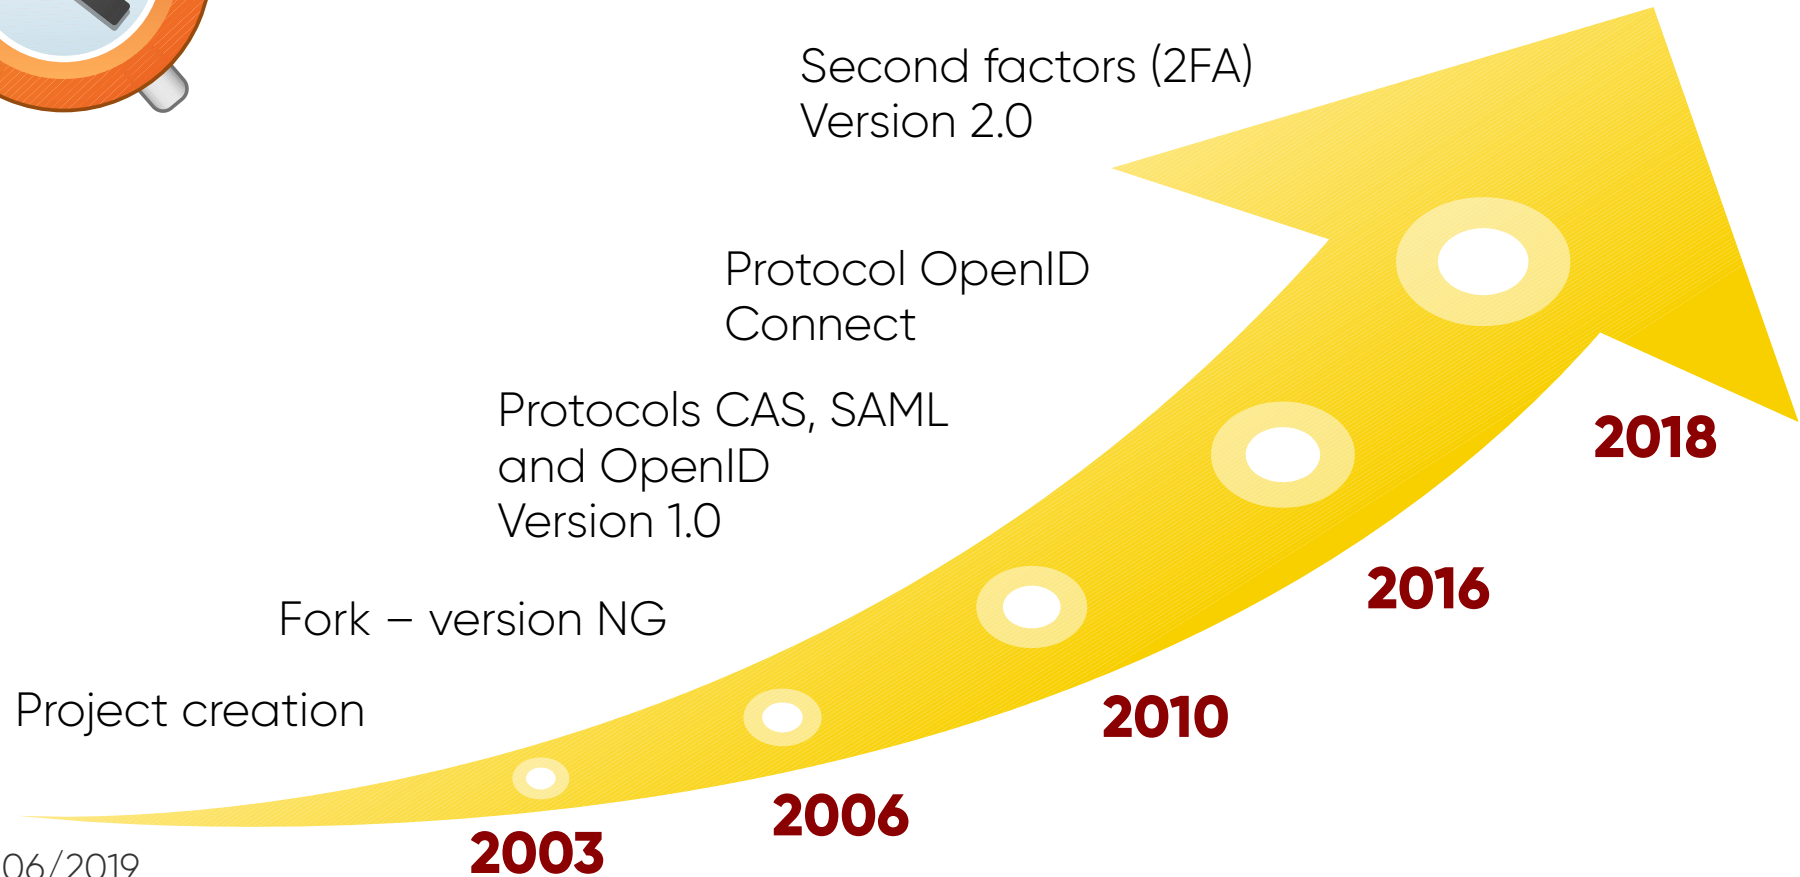 Second factors (2FA)
Version 2.0
Protocol OpenID
Connect
Protocols CAS, SAML
and OpenID
Version 1.0
Fork – version NG
Project creation
2018
2016
2010
2006
2003
06/2019